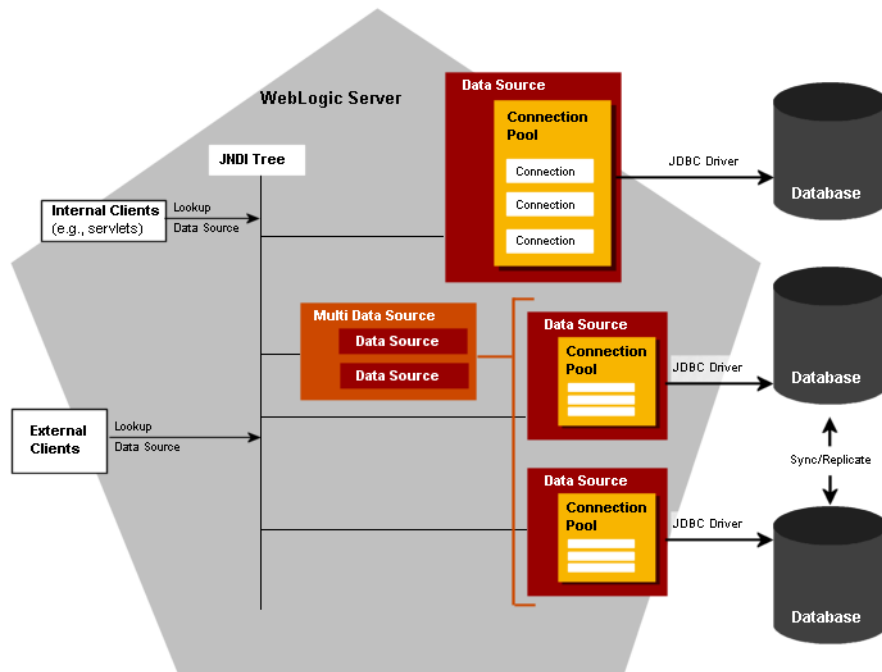 WebLogic Server
Data Source
Connection
Pool
Connection
Connection
Connection
JDBC Driver
Database
JNDI Tree
Internal Clients
(e.g., servlets)
Lookup
Data Source
Multi Data Source
Data Source
Data Source
Data Source
Connection
Pool
JDBC Driver
Database
External
Clients
Lookup
Data Source
Sync/Replicate
Data Source
Connection
Pool
JDBC Driver
Database